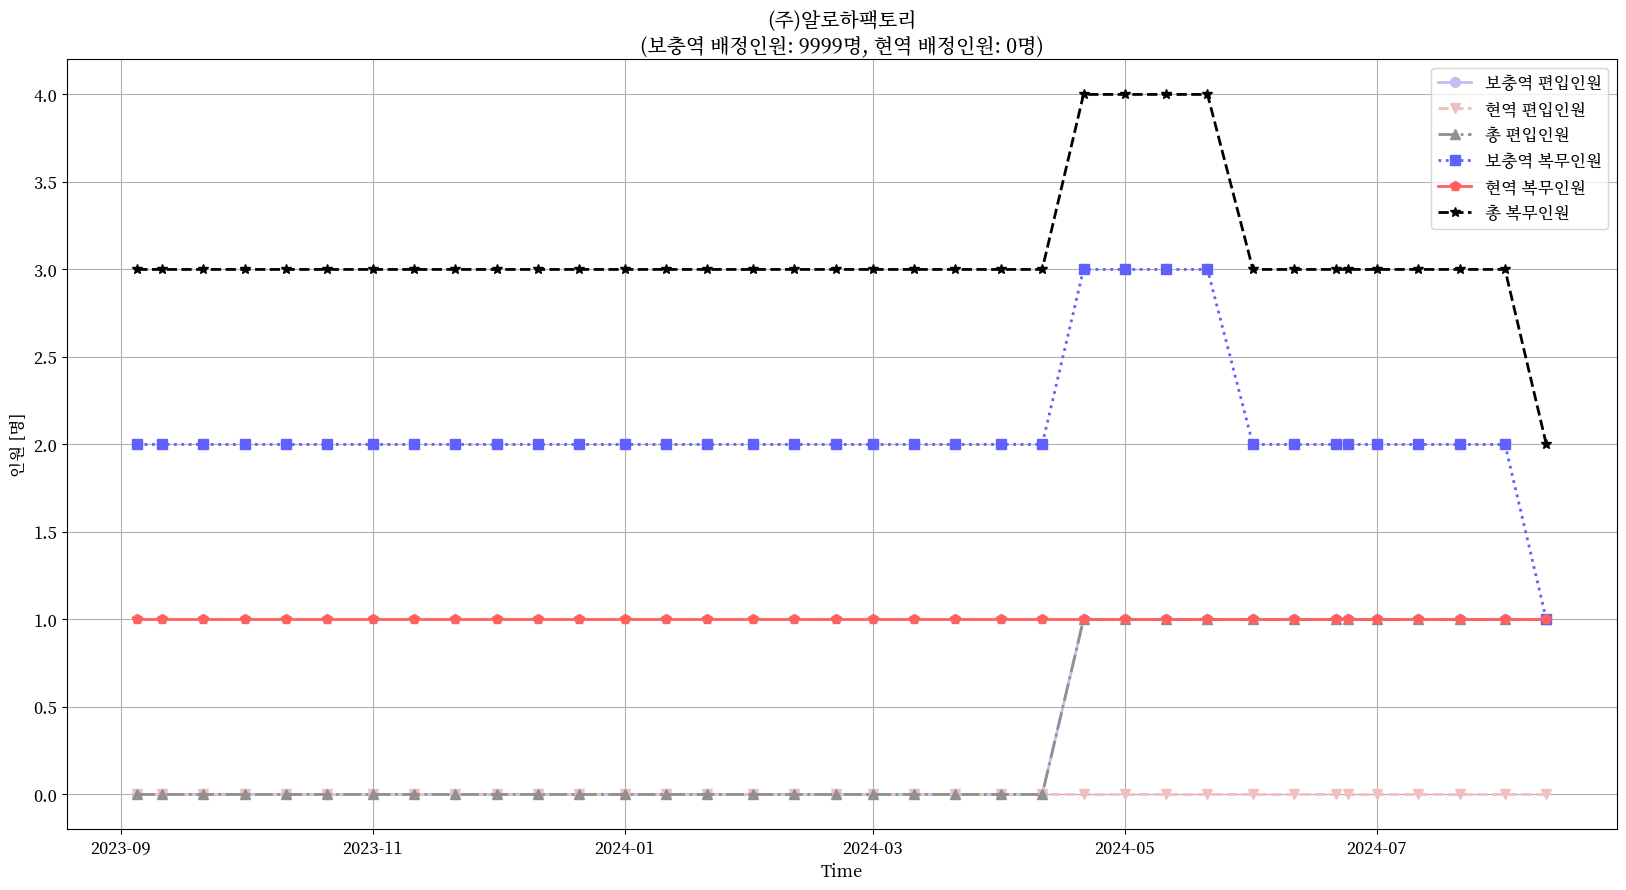 (주)알로하팩토리
(보충역 배정인원: 9999명, 현역 배정인원: 0명)
보충역 편입인원
현역 편입인원
총 편입인원
보충역 복무인원
현역 복무인원
총 복무인원
인원 [명]
4.0
3.5
3.0
2.5
2.0
1.5
1.0
0.5
0.0
2023-09
2023-11
2024-01
2024-03
2024-05
2024-07
Time